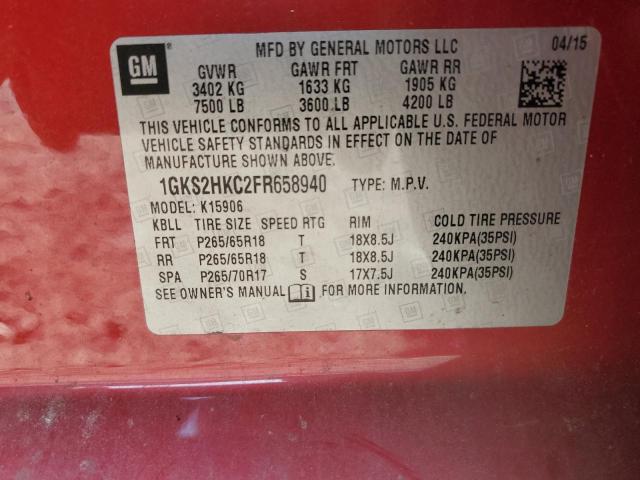 GM
MFD BY GENERAL MOTORS LLC 04/15
GVWR GAWR FRT GAWR RR
3402 KG 1633 KG 1905 KG
7500 LB 3600 LB 4200 LB
THIS VEHICLE CONFORMS TO ALL APPLICABLE U.S. FEDERAL MOTOR
VEHICLE SAFETY STANDARDS IN EFFECT ON THE DATE OF
MANUFACTURE SHOWN ABOVE.
1GKS2HKC2FR658940 TYPE: M.P.V.
MODEL: K15906
KBLL TIRE SIZE SPEED RTG RIM COLD TIRE PRESSURE
FRT P265/65R18 T 18X8.5J 240KPA(35PSI)
RR P265/65R18 T 18X8.5J 240KPA(35PSI)
SPA P265/70R17 S 17X7.5J 240KPA(35PSI)
SEE OWNER'S MANUAL FOR MORE INFORMATION.